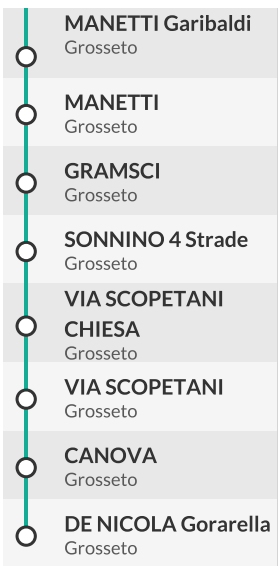 MANETTI Garibaldi
Grosseto
MANETTI
Grosseto
GRAMSCI
Grosseto
SONNINO 4 Strade
Grosseto
VIA SCOPETANI
CHIESA
Grosseto
VIA SCOPETANI
Grosseto
CANOVA
Grosseto
DE NICOLA Gorarella
Grosseto